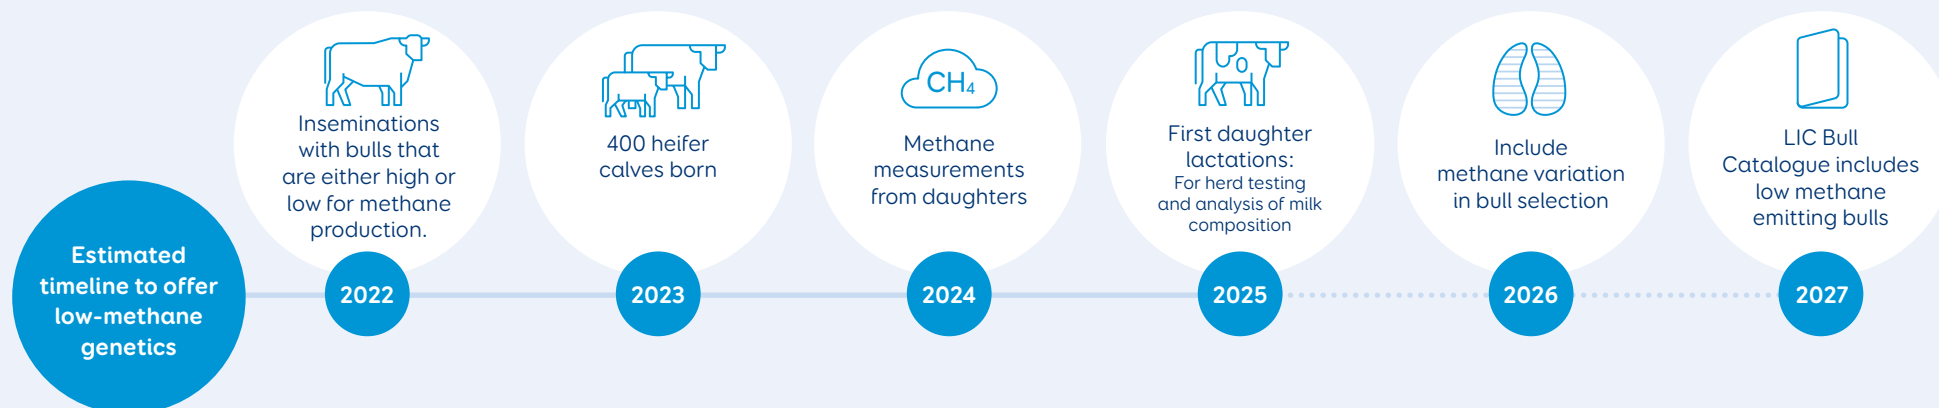 Estimated
timeline to offer
low-methane
genetics
Inseminations
with bulls that
are either high or
low for methane
production.
2022
400 heifer
calves born
2023
CH₄
Methane
measurements
from daughters
2024
First daughter
lactations:
For herd testing
and analysis of milk
composition
2025
Include
methane variation
in bull selection
2026
LIC Bull
Catalogue includes
low methane
emitting bulls
2027